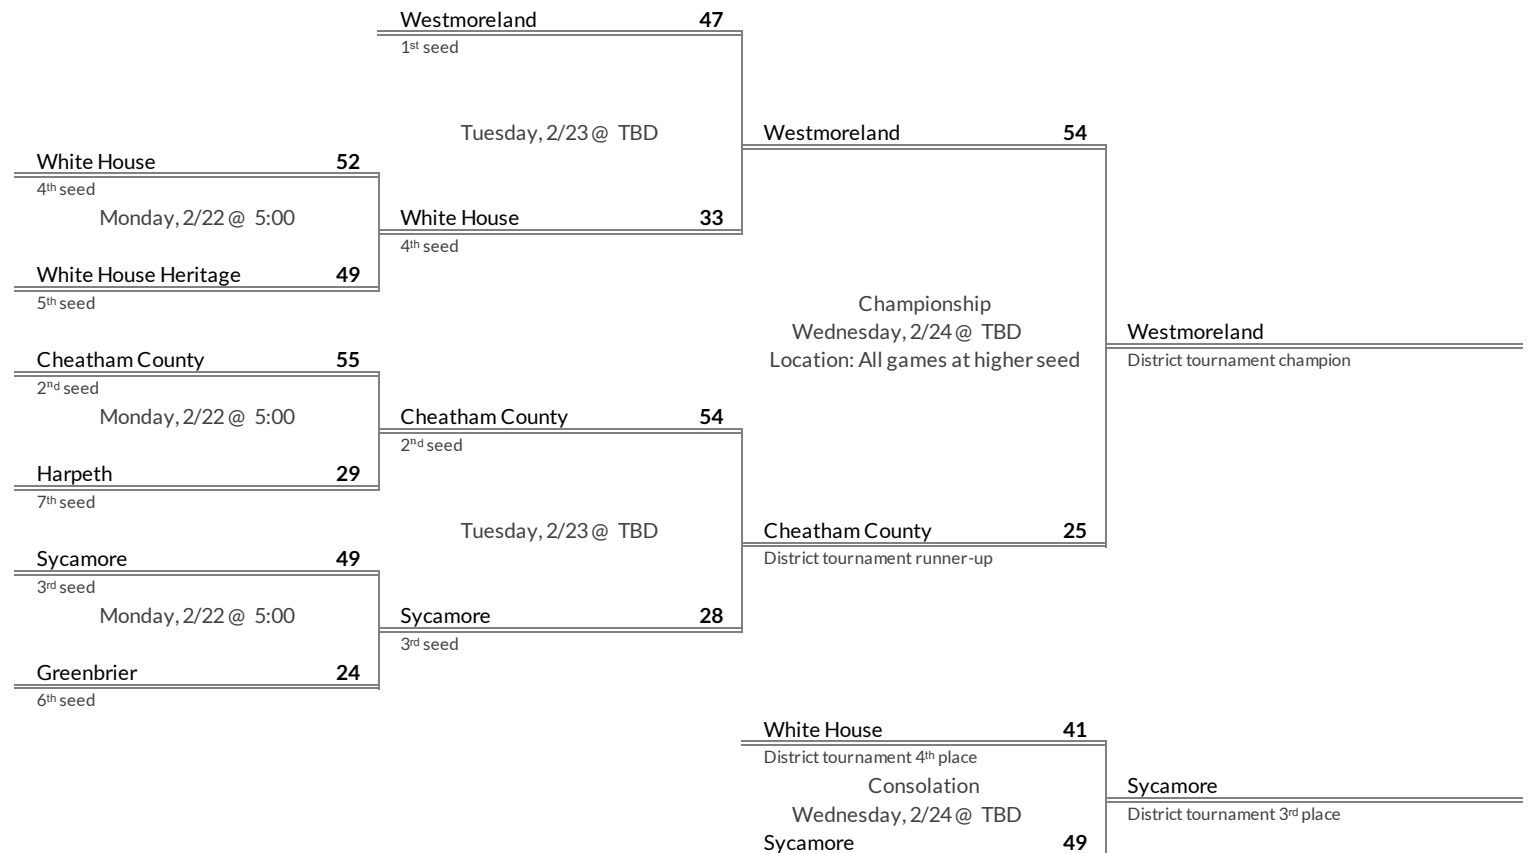 Westmoreland 47
1st seed
Tuesday, 2/23 @ TBD
White House 52
4th seed
Monday, 2/22 @ 5:00
White House Heritage 49
5th seed
White House 33
4th seed
Westmoreland 54
Cheatham County 55
2nd seed
Monday, 2/22 @ 5:00
Harpeth 29
7th seed
Cheatham County 54
2nd seed
Tuesday, 2/23 @ TBD
Sycamore 49
3rd seed
Monday, 2/22 @ 5:00
Greenbrier 24
6th seed
Sycamore 28
3rd seed
Championship
Wednesday, 2/24 @ TBD
Location: All games at higher seed
Cheatham County 25
District tournament runner-up
Westmoreland
District tournament champion
White House 41
District tournament 4th place
Consolation
Wednesday, 2/24 @ TBD
Sycamore 49
Sycamore
District tournament 3rd place